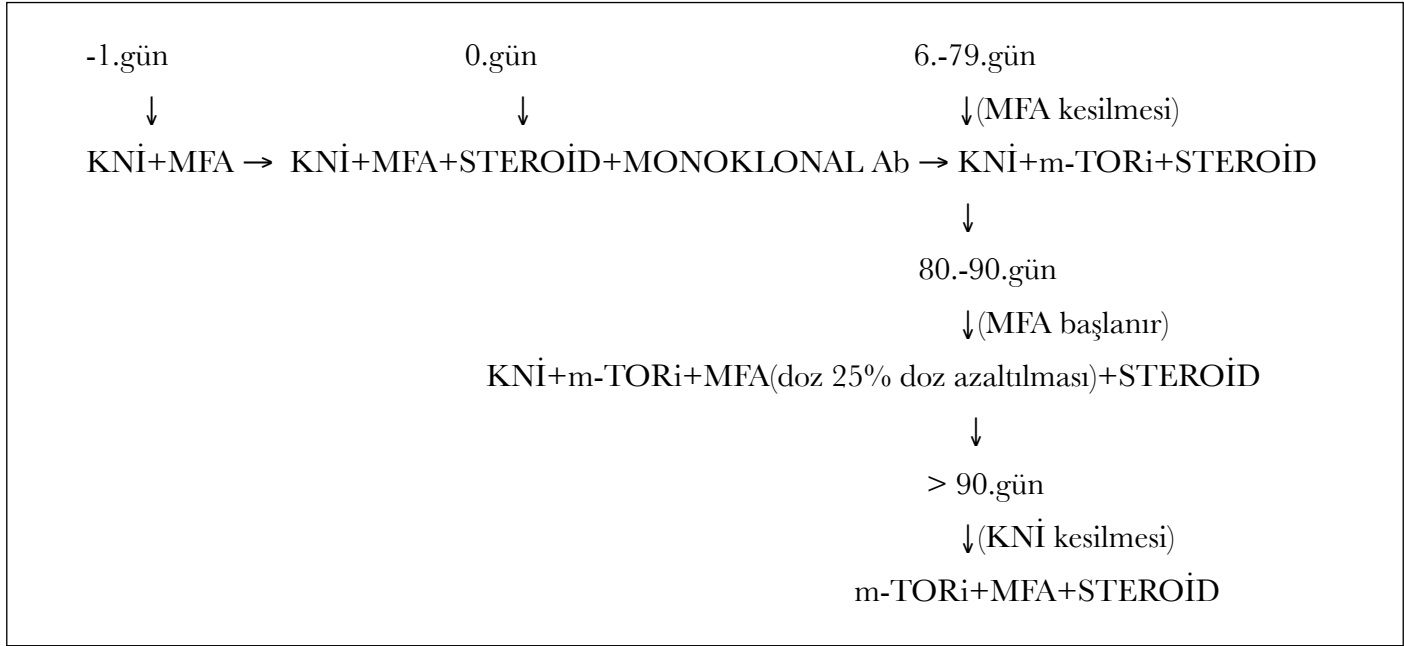 -1.gün 0.gün 6.-79.gün
↓ ↓ ↓(MFA kesilmesi)
KNİ+MFA → KNİ+MFA+STEROİD+MONOKLONAL Ab → KNİ+m-TORi+STEROİD
↓
80.-90.gün
↓(MFA başlanır)
KNİ+m-TORi+MFA(doz 25% doz azaltılması)+STEROİD
↓
> 90.gün
↓(KNİ kesilmesi)
m-TORi+MFA+STEROİD